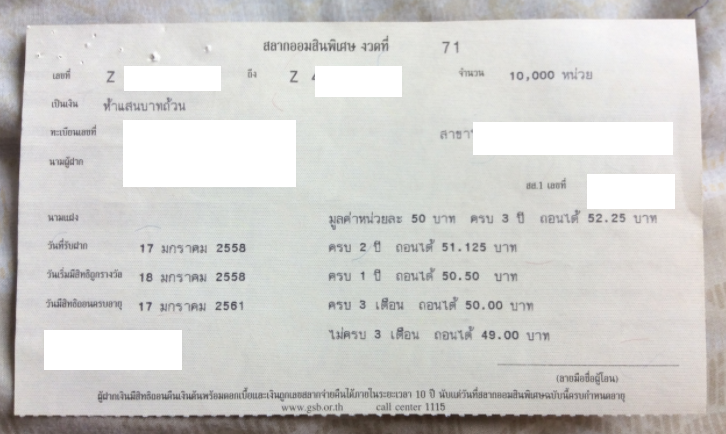 สลากออมสินพิเศษ งวดที่ 71
เลขที่ Z ถึง Z จำนวน 10,000 หน่วย
เป็นเงิน ห้าแสนบาทถ้วน
ทะเบียนเลขที่ สาขา
นามผู้ฝาก
สส.1 เลขที่
นามแฝง มูลค่าหน่วยละ 50 บาท ครบ 3 ปี ถอนได้ 52.25 บาท
วันที่รับฝาก 17 มกราคม 2558 ครบ 2 ปี ถอนได้ 51.125 บาท
วันเริ่มมีสิทธิถูกรางวัล 18 มกราคม 2558 ครบ 1 ปี ถอนได้ 50.50 บาท
วันมีสิทธิถอนครบอายุ 17 มกราคม 2561 ครบ 3 เดือน ถอนได้ 50.00 บาท
ไม่ครบ 3 เดือน ถอนได้ 49.00 บาท
(ลายมือชื่อผู้โอน)
ผู้ฝากเงินมีสิทธิถอนคืนเงินต้นพร้อมดอกเบี้ยและเงินถูกเลขสลากจ่ายคืนได้ภายในระยะเวลา 10 ปี นับแต่วันที่สลากออมสินพิเศษฉบับนี้ครบกำหนดอายุ
www.gsb.or.th call center 1115